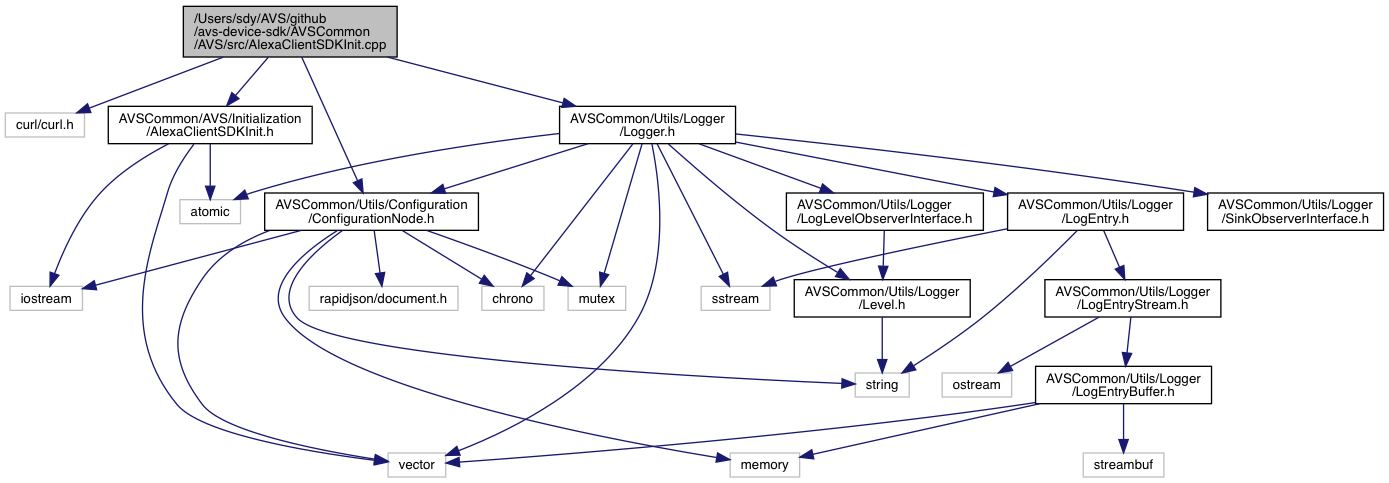 /Users/sdy/AVS/github
/avs-device-sdk/AVSCommon
/AVS/src/AlexaClientSDKInit.cpp
curl/curl.h
AVSCommon/AVS/Initialization
/AlexaClientSDKInit.h
AVSCommon/Utils/Logger
/Logger.h
atomic
AVSCommon/Utils/Configuration
/ConfigurationNode.h
AVSCommon/Utils/Logger
/LogLevelObserverInterface.h
AVSCommon/Utils/Logger
/LogEntry.h
AVSCommon/Utils/Logger
/SinkObserverInterface.h
iostream
rapidjson/document.h
chrono
mutex
sstream
AVSCommon/Utils/Logger
/Level.h
AVSCommon/Utils/Logger
/LogEntryStream.h
string
ostream
AVSCommon/Utils/Logger
/LogEntryBuffer.h
vector
memory
streambuf